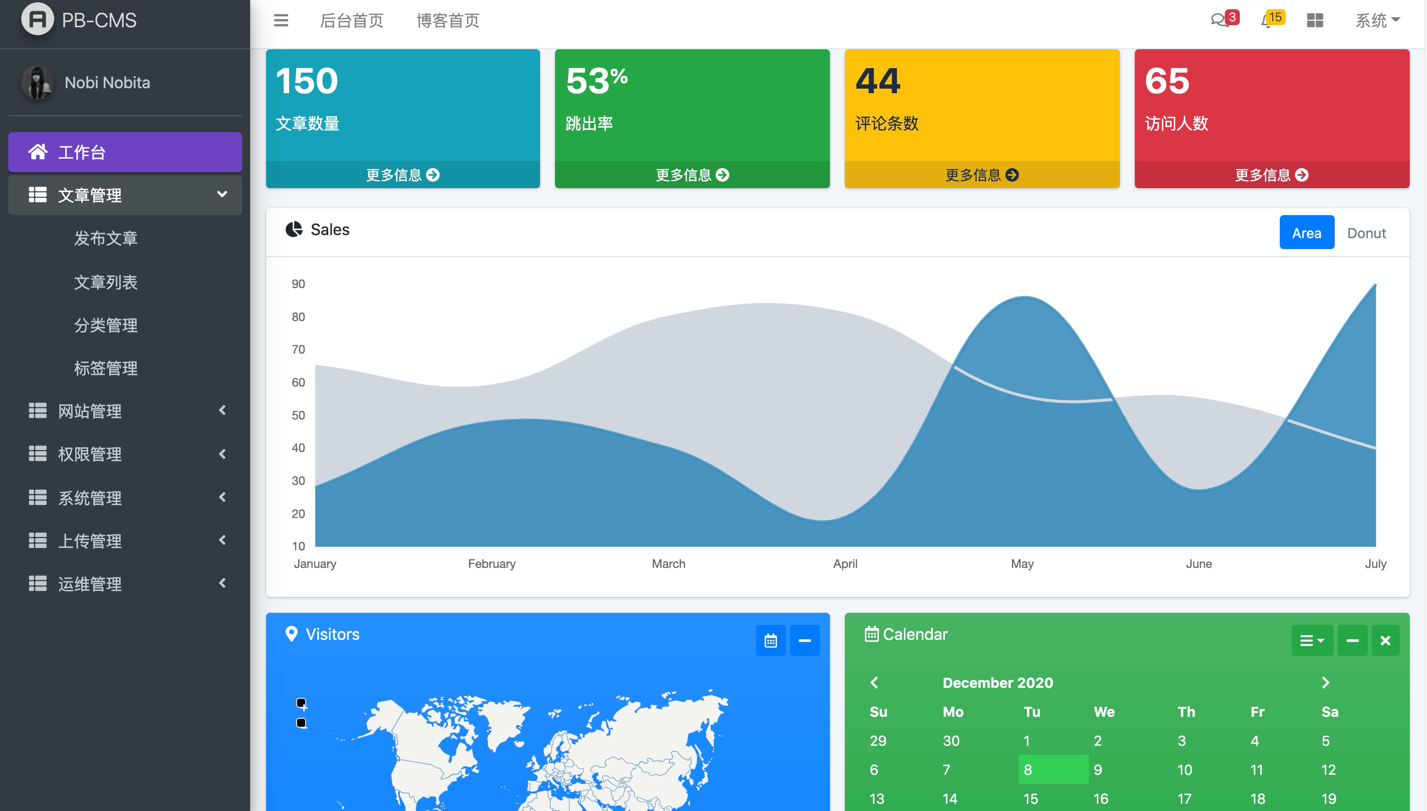 PB-CMS
后台首页 博客首页
3
15
系统
Nobi Nobita
工作台
文章管理
发布文章
文章列表
分类管理
标签管理
网站管理
权限管理
系统管理
上传管理
运维管理
150
文章数量
更多信息
53%
跳出率
更多信息
44
评论条数
更多信息
65
访问人数
更多信息
Sales
Area Donut
90
80
70
60
50
40
30
20
10
January February March April May June July
Visitors
Calendar
December 2020
Su Mo Tu We Th Fr Sa
29 30 1 2 3 4 5
6 7 8 9 10 11 12
13 14 15 16 17 18 19